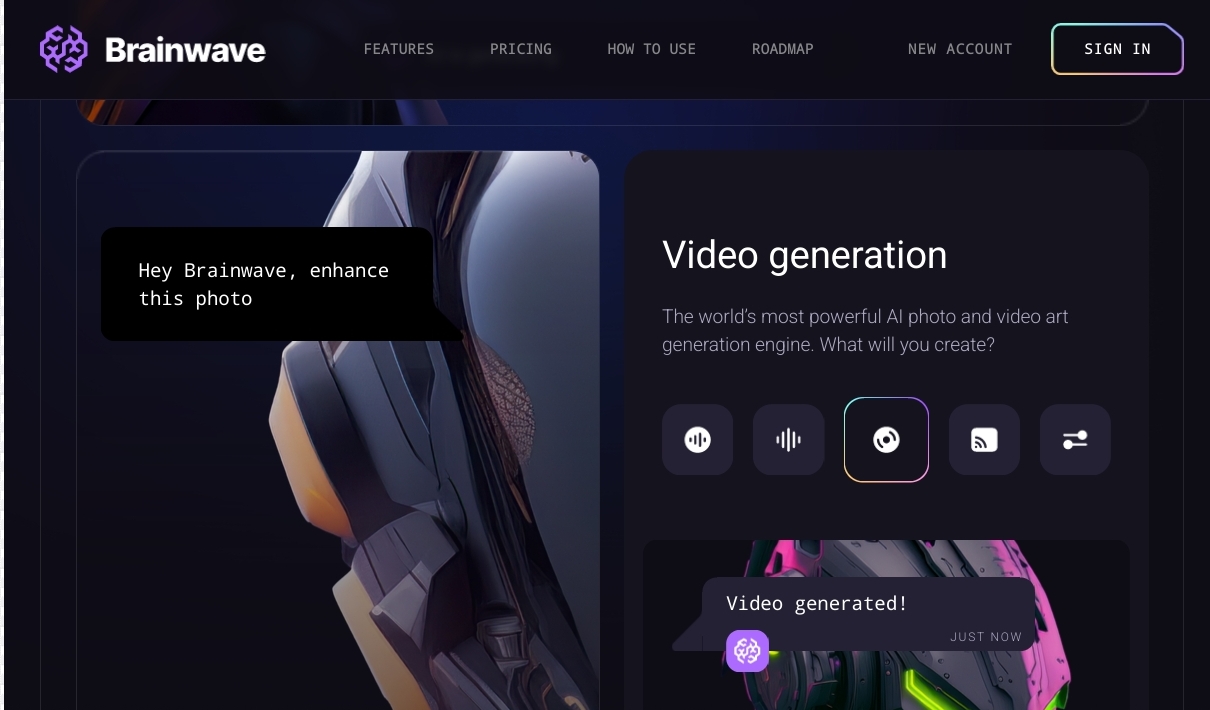 Brainwave
FEATURES
PRICING
HOW TO USE
ROADMAP
NEW ACCOUNT
SIGN IN
Hey Brainwave, enhance
this photo
Video generation
The world’s most powerful AI photo and video art
generation engine. What will you create?
Video generated!
JUST NOW